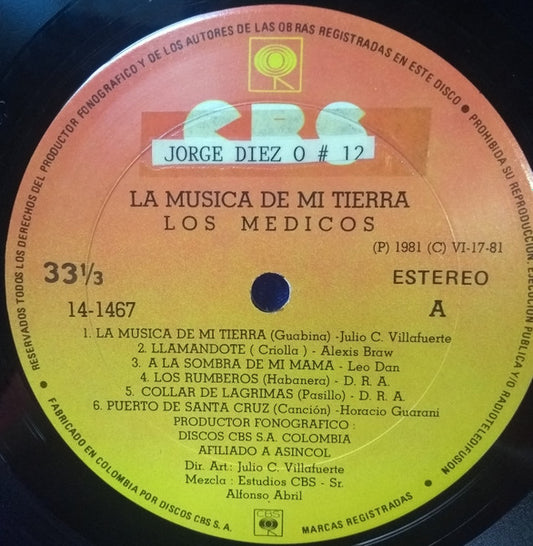 RESERVADOS TODOS LOS DERECHOS DEL PRODUCTOR FONOGRAFICO Y DE LOS AUTORES DE LAS OBRAS REGISTRADAS EN ESTE DISCO • PROHIBIDA SU REPRODUCCION, EJECUCION PUBLICA Y/O RADIOTELEDIFUSION
CBS
JORGE DIEZ O # 12
LA MUSICA DE MI TIERRA
LOS MEDICOS
(P) 1981 (C) VI-17-81
33 1/3
ESTEREO
14-1467
A
1. LA MUSICA DE MI TIERRA (Guabina) -Julio C. Villafuerte
2. LLAMANDOTE ( Criolla ) - Alexis Braw
3. A LA SOMBRA DE MI MAMA - Leo Dan
4. LOS RUMBEROS (Habanera) - D. R. A.
5. COLLAR DE LAGRIMAS (Pasillo) - D. R. A.
6. PUERTO DE SANTA CRUZ (Canción) -Horacio Guarani
PRODUCTOR FONOGRAFICO :
DISCOS CBS S.A. COLOMBIA
AFILIADO A ASINCOL
Dir. Art : Julio C. Villafuerte
Mezcla : Estudios CBS - Sr.
Alfonso Abril
• FABRICADO EN COLOMBIA POR DISCOS CBS S. A.
CBS
MARCAS REGISTRADAS •